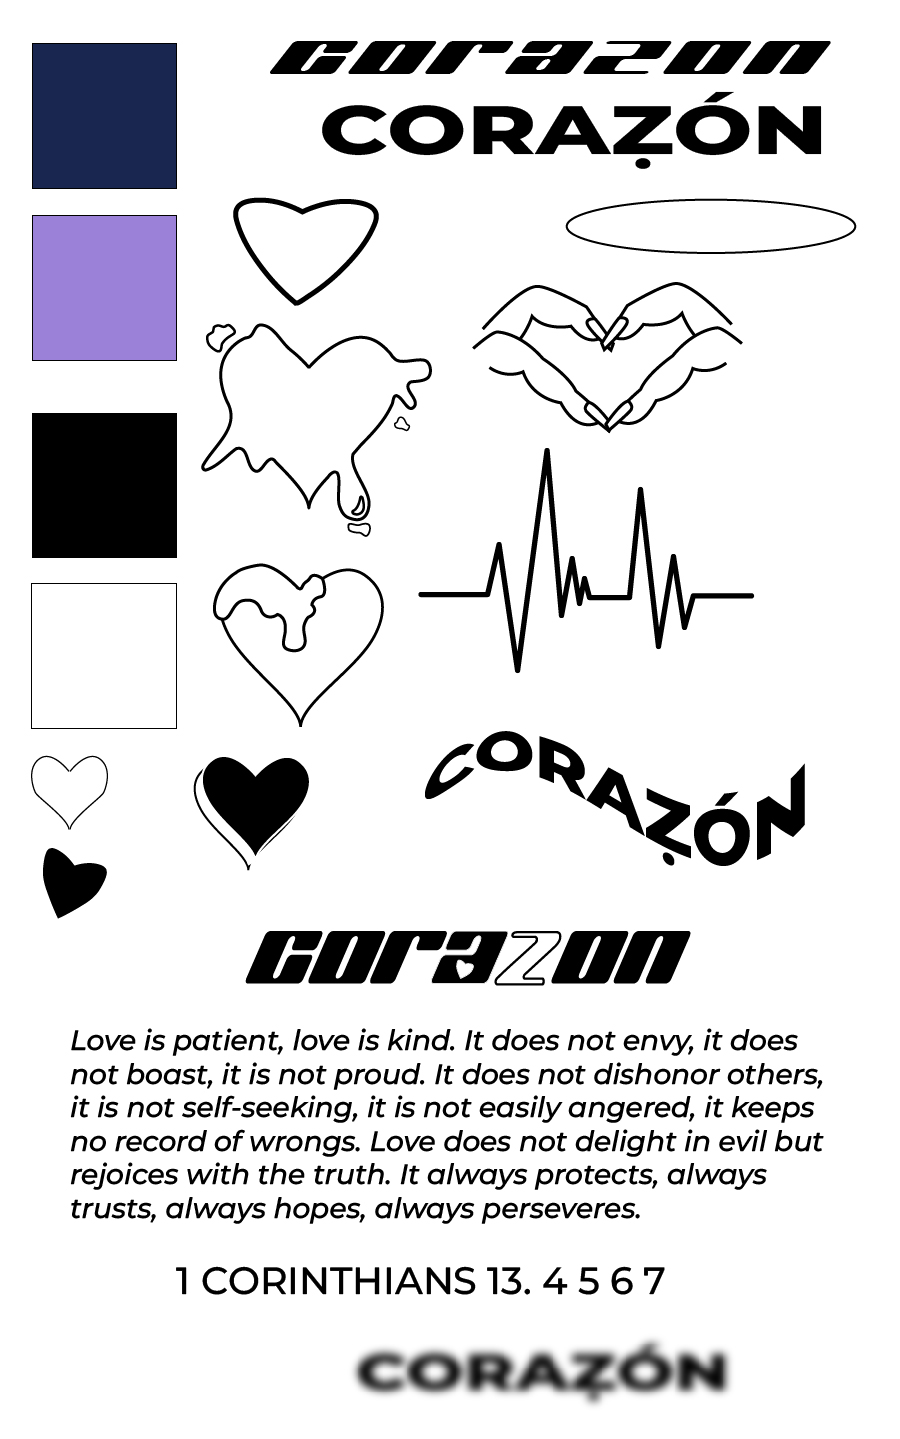 corazon
CORAẒÓN
CORAẒÓN
corazon
Love is patient, love is kind. It does not envy, it does
not boast, it is not proud. It does not dishonor others,
it is not self-seeking, it is not easily angered, it keeps
no record of wrongs. Love does not delight in evil but
rejoices with the truth. It always protects, always
trusts, always hopes, always perseveres.
1 CORINTHIANS 13. 4 5 6 7
CORAẒÓN